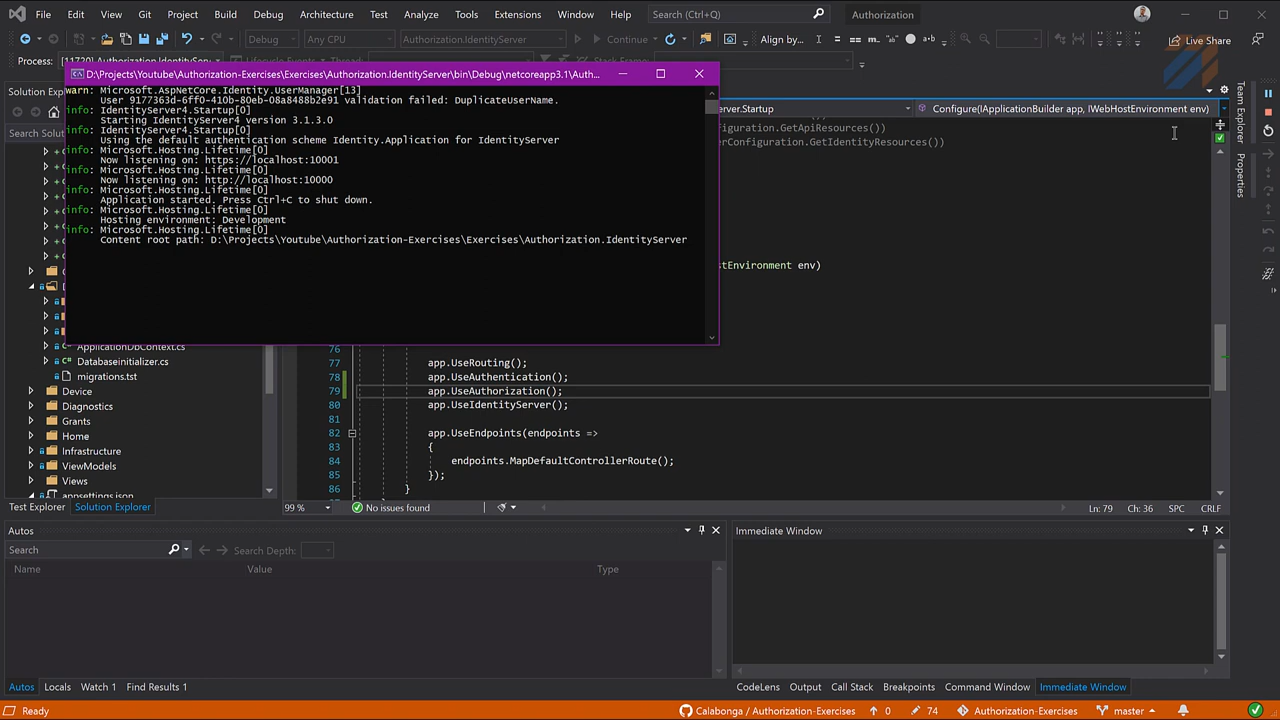 File Edit View Git Project Build Debug Architecture Test Analyze Tools Extensions Window Help Search (Ctrl+Q) Authorization
Debug Any CPU Authorization.IdentityServer Continue Align by... Live Share
Process:
D:\Projects\Youtube\Authorization-Exercises\Exercises\Authorization.IdentityServer\bin\Debug\netcoreapp3.1\Auth...
Solution Explo
Search Solution
warn: Microsoft.AspNetCore.Identity.UserManager[13]
User 9177363d-6ff0-410b-80eb-08a8488b2e91 validation failed: DuplicateUserName.
info: IdentityServer4.Startup[0]
Starting IdentityServer4 version 3.1.3.0
info: IdentityServer4.Startup[0]
Using the default authentication scheme Identity.Application for IdentityServer
info: Microsoft.Hosting.Lifetime[0]
Now listening on: https://localhost:10001
info: Microsoft.Hosting.Lifetime[0]
Now listening on: http://localhost:10000
info: Microsoft.Hosting.Lifetime[0]
Application started. Press Ctrl+C to shut down.
info: Microsoft.Hosting.Lifetime[0]
Hosting environment: Development
info: Microsoft.Hosting.Lifetime[0]
Content root path: D:\Projects\Youtube\Authorization-Exercises\Exercises\Authorization.IdentityServer
rver.Startup Configure(IApplicationBuilder app, IWebHostEnvironment env)
figuration.GetApiResources())
erConfiguration.GetIdentityResources())
stEnvironment env)
Team Explorer
Properties
ApplicationDbContext.cs
Databaseinitializer.cs
migrations.tst
Device
Diagnostics
Grants
Home
Infrastructure
ViewModels
Views
appsettings.json
76
77 app.UseRouting();
78 app.UseAuthentication();
79 app.UseAuthorization();
80 app.UseIdentityServer();
81
82 app.UseEndpoints(endpoints =>
83 {
84 endpoints.MapDefaultControllerRoute();
85 });
86 }
Test Explorer Solution Explorer
99 % No issues found Ln: 79 Ch: 36 SPC CRLF
Autos
Search Search Depth:
Name Value Type
Immediate Window
Autos Locals Watch 1 Find Results 1
CodeLens Output Call Stack Breakpoints Command Window Immediate Window
Ready Calabonga / Authorization-Exercises 0 74 Authorization-Exercises master